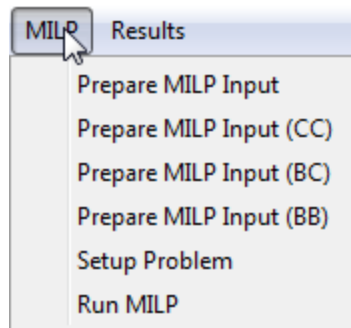 MILP Results
Prepare MILP Input
Prepare MILP Input (CC)
Prepare MILP Input (BC)
Prepare MILP Input (BB)
Setup Problem
Run MILP